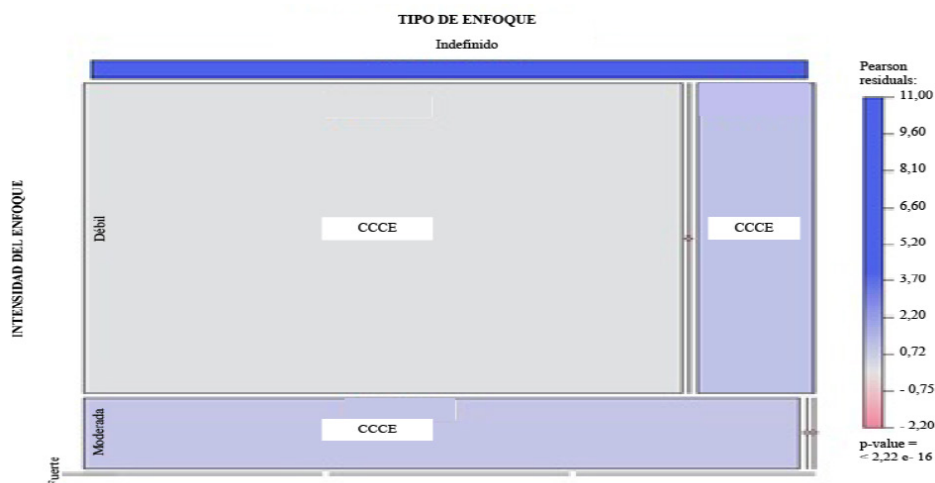 TIPO DE ENFOQUE
Indefinido
INTENSIDAD DEL ENFOQUE
Débil
CCCE
CCCE
Moderada
CCCE
Fuerte
Pearson
residuals:
11,00
9,60
8,10
6,60
5,20
3,70
2,20
0,72
- 0,75
- 2,20
p-value =
< 2,22 e- 16